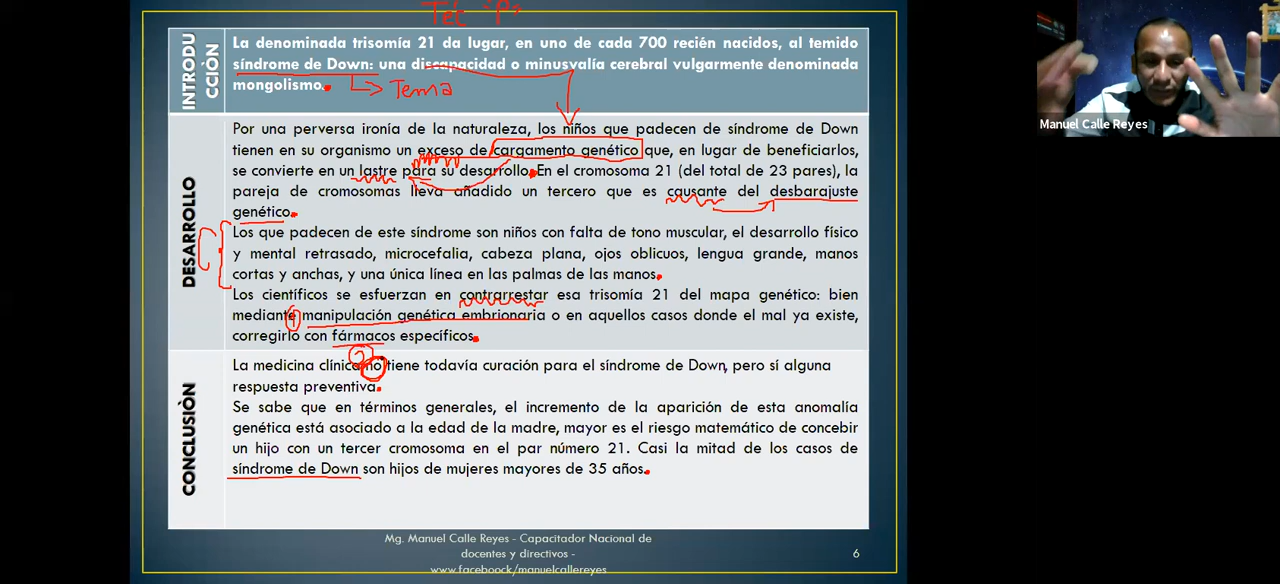 Téc
INTRODU
CCIÓN
La denominada trisomía 21 da lugar, en uno de cada 700 recién nacidos, al temido
síndrome de Down: una discapacidad o minusvalía cerebral vulgarmente denominada
mongolismo.
Tema
DESARROLLO
Por una perversa ironía de la naturaleza, los niños que padecen de síndrome de Down
tienen en su organismo un exceso de cargamento genético que, en lugar de beneficiarlos,
se convierte en un lastre para su desarrollo. En el cromosoma 21 (del total de 23 pares), la
pareja de cromosomas lleva añadido un tercero que es causante del desbarajuste
genético.
Los que padecen de este síndrome son niños con falta de tono muscular, el desarrollo físico
y mental retrasado, microcefalia, cabeza plana, ojos oblicuos, lengua grande, manos
cortas y anchas, y una única línea en las palmas de las manos.
Los científicos se esfuerzan en contrarrestar esa trisomía 21 del mapa genético: bien
mediante manipulación genética embrionaria o en aquellos casos donde el mal ya existe,
1
corregirlo con fármacos específicos.
2
CONCLUSIÒN
La medicina clínica no tiene todavía curación para el síndrome de Down, pero sí alguna
respuesta preventiva.
Se sabe que en términos generales, el incremento de la aparición de esta anomalía
genética está asociado a la edad de la madre, mayor es el riesgo matemático de concebir
un hijo con un tercer cromosoma en el par número 21. Casi la mitad de los casos de
síndrome de Down son hijos de mujeres mayores de 35 años.
Mg. Manuel Calle Reyes - Capacitador Nacional de
docentes y directivos -
www.faceboock/manuelcallereyes
6
Manuel Calle Reyes